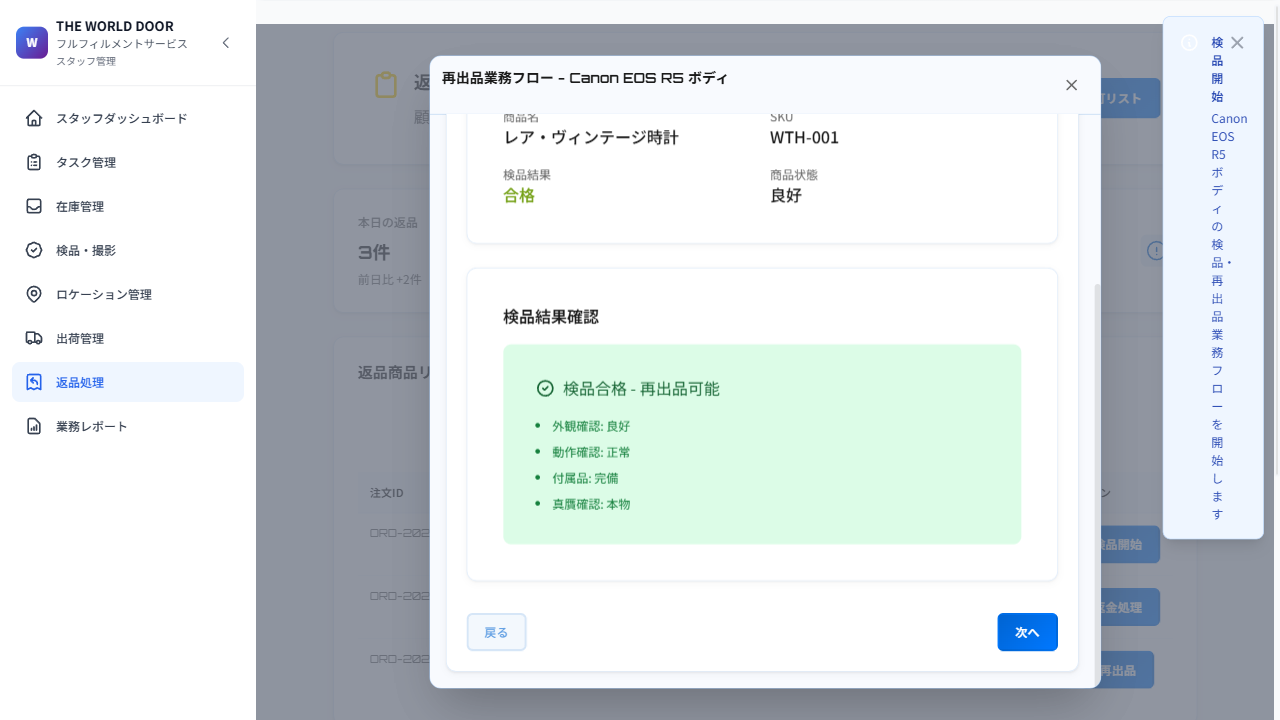 W
THE WORLD DOOR
フルフィルメントサービス
スタッフ管理
スタッフダッシュボード
タスク管理
在庫管理
検品・撮影
ロケーション管理
出荷管理
返品処理
業務レポート
返
顧
リスト
本日の返品
3件
前日比 +2件
返品商品リ
注文ID
ン
ORD-202
品開始
ORD-202
金処理
ORD-202
再出品
再出品業務フロー - Canon EOS R5 ボディ
商品名
SKU
レア・ヴィンテージ時計
WTH-001
検品結果
商品状態
合格
良好
検品結果確認
検品合格 - 再出品可能
外観確認: 良好
動作確認: 正常
付属品: 完備
真贋確認: 本物
戻る
次へ
検
品
開
始
Canon
EOS
R5
ボ
デ
ィ
の
検
品・
再
出
品
業
務
フ
ロ
ー
を
開
始
し
ま
す